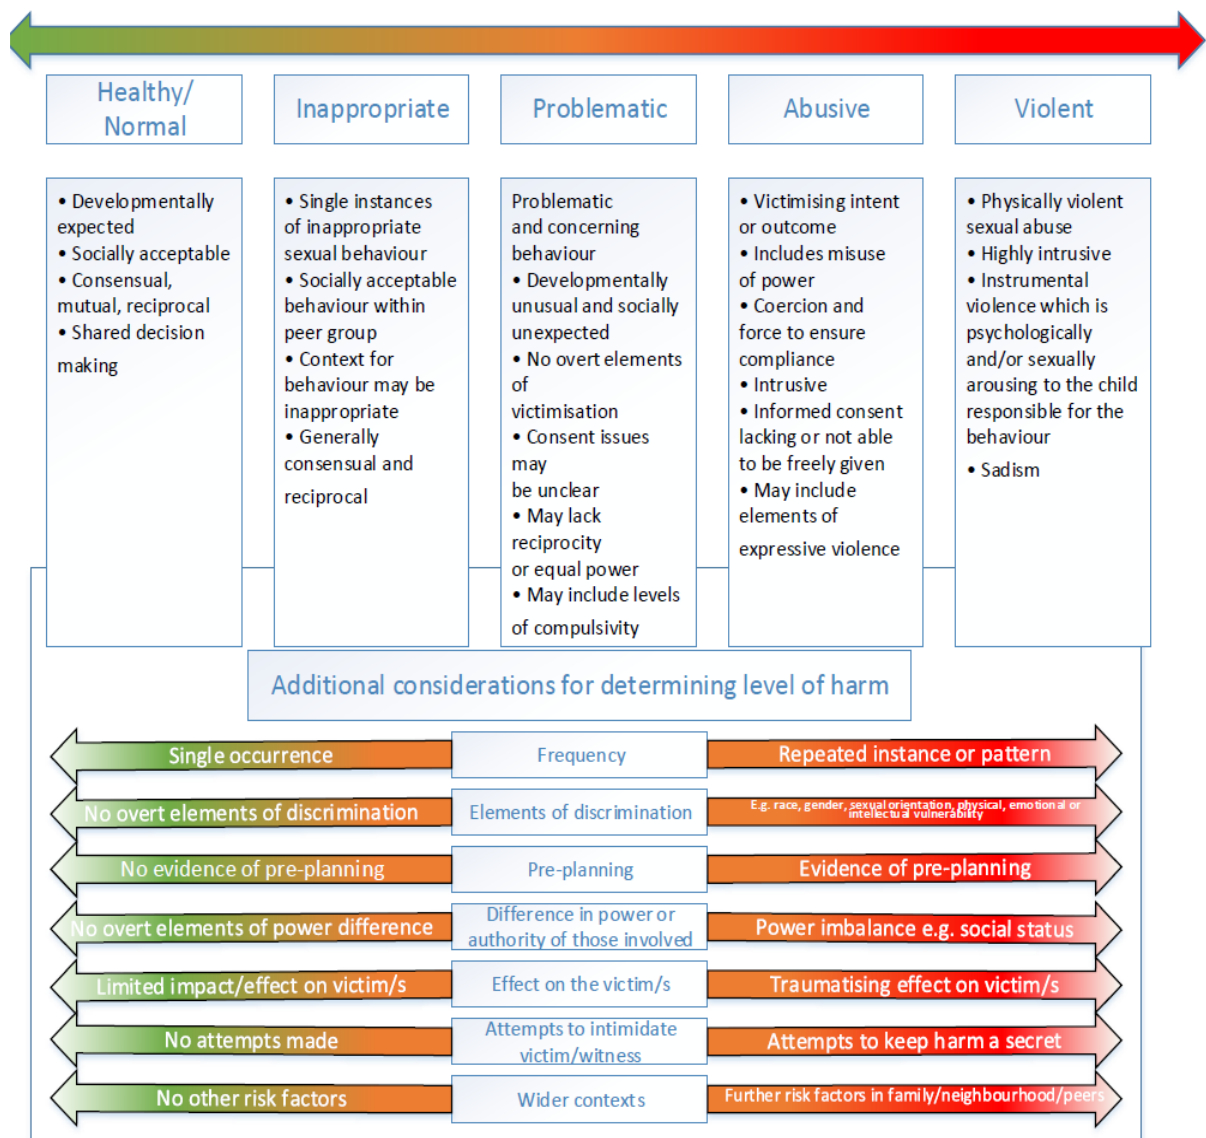 Healthy/
Normal
Inappropriate
Problematic
Abusive
Violent
• Developmentally
expected
• Socially acceptable
• Consensual,
mutual, reciprocal
• Shared decision
making
• Single instances
of inappropriate
sexual behaviour
• Socially acceptable
behaviour within
peer group
• Context for
behaviour may be
inappropriate
• Generally
consensual and
reciprocal
Problematic
and concerning
behaviour
• Developmentally
unusual and socially
unexpected
• No overt elements
of
victimisation
• Consent issues
may
be unclear
• May lack
reciprocity
or equal power
• May include levels
of compulsivity
• Victimising intent
or outcome
• Includes misuse
of power
• Coercion and
force to ensure
compliance
• Intrusive
• Informed consent
lacking or not able
to be freely given
• May include
elements of
expressive violence
• Physically violent
sexual abuse
• Highly intrusive
• Instrumental
violence which is
psychologically
and/or sexually
arousing to the child
responsible for the
behaviour
• Sadism
Additional considerations for determining level of harm
Single occurrence
Frequency
Repeated instance or pattern
No overt elements of discrimination
Elements of discrimination
E.g. race, gender, sexual orientation, physical, emotional or
intellectual vulnerability
No evidence of pre-planning
Pre-planning
Evidence of pre-planning
No overt elements of power difference
Difference in power or
authority of those involved
Power imbalance e.g. social status
Limited impact/effect on victim/s
Effect on the victim/s
Traumatising effect on victim/s
No attempts made
Attempts to intimidate
victim/witness
Attempts to keep harm a secret
No other risk factors
Wider contexts
Further risk factors in family/neighbourhood/peers